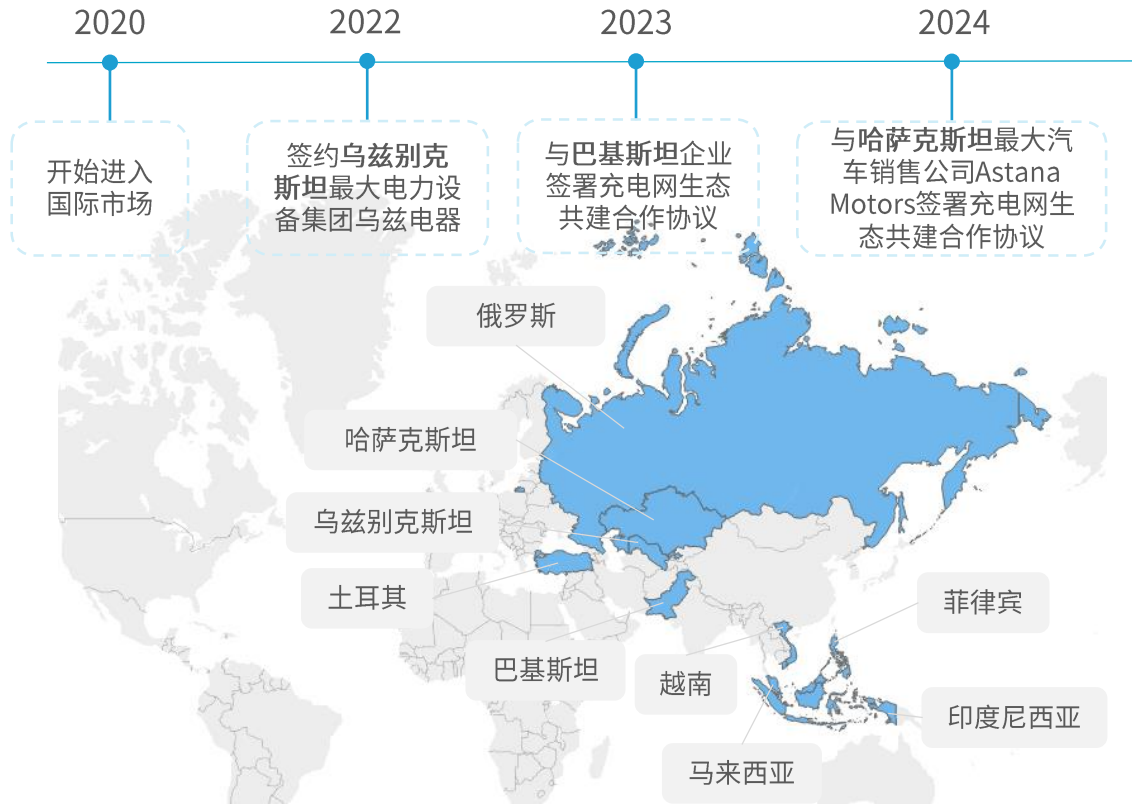 2020
2022
2023
2024
开始进入
国际市场
签约乌兹别克
斯坦最大电力设
备集团乌兹电器
与巴基斯坦企业
签署充电网生态
共建合作协议
与哈萨克斯坦最大汽
车销售公司Astana
Motors签署充电网生
态共建合作协议
俄罗斯
哈萨克斯坦
乌兹别克斯坦
土耳其
巴基斯坦
越南
菲律宾
印度尼西亚
马来西亚